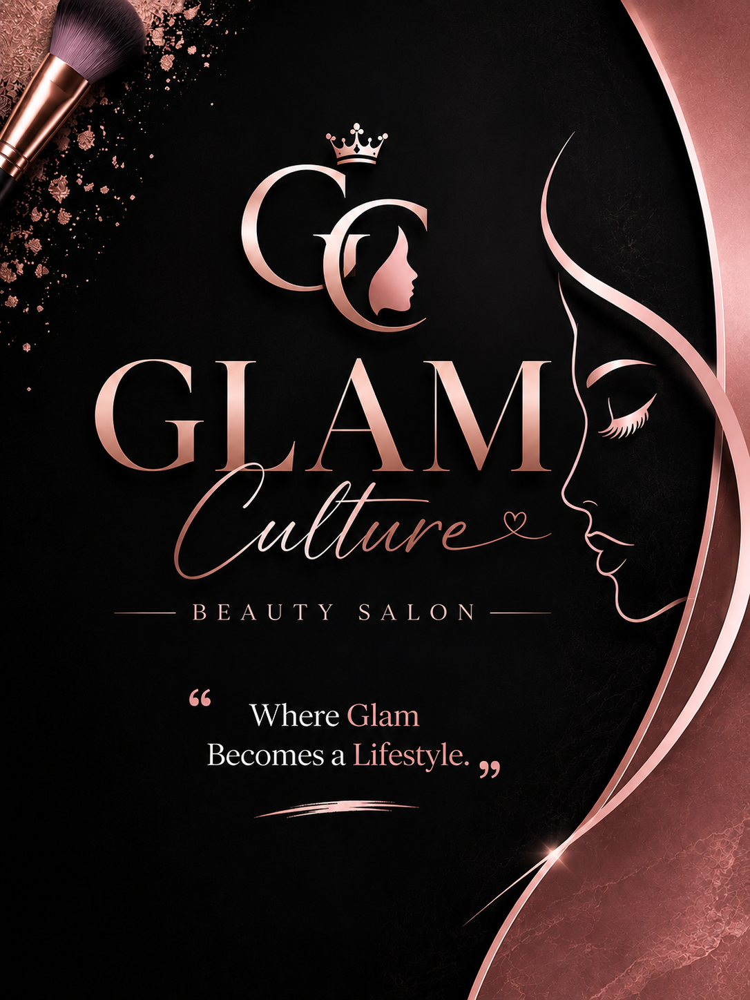 GC
GLAM
Culture
BEAUTY SALON
“Where Glam
Becomes a Lifestyle.”